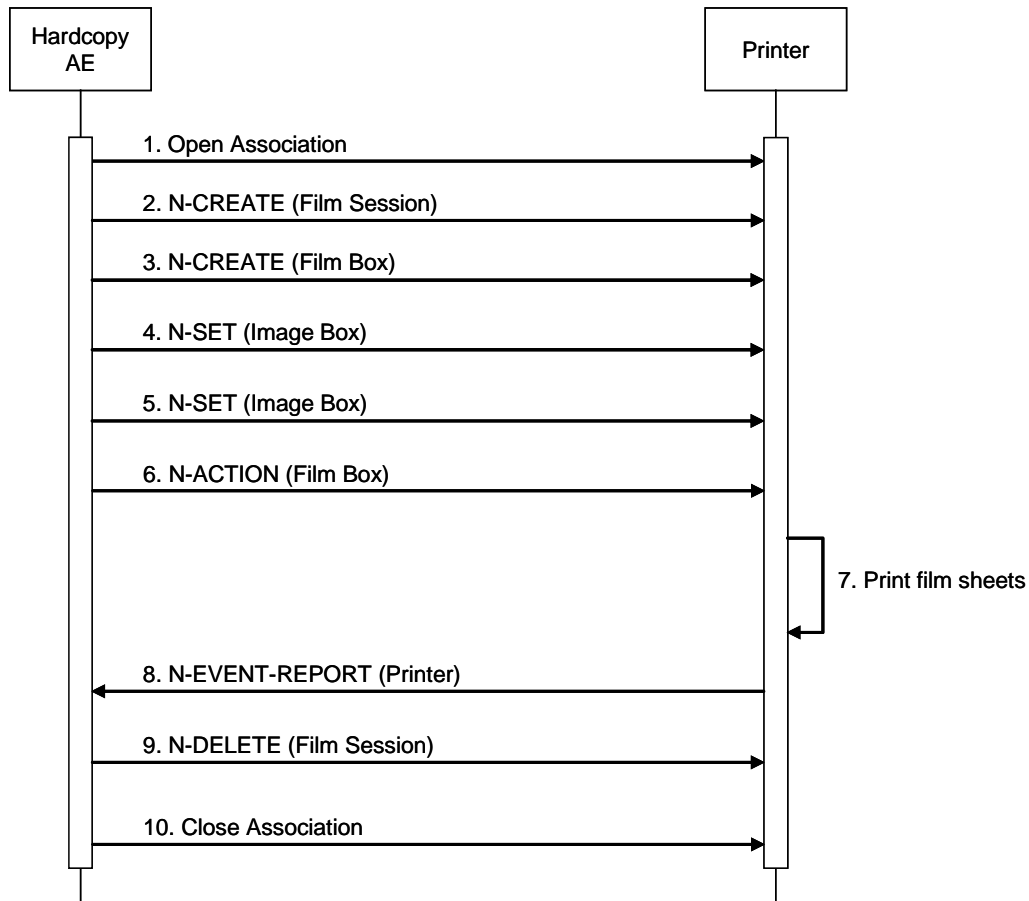 Hardcopy
AE
Printer
1. Open Association
2. N-CREATE (Film Session)
3. N-CREATE (Film Box)
4. N-SET (Image Box)
5. N-SET (Image Box)
6. N-ACTION (Film Box)
7. Print film sheets
8. N-EVENT-REPORT (Printer)
9. N-DELETE (Film Session)
10. Close Association